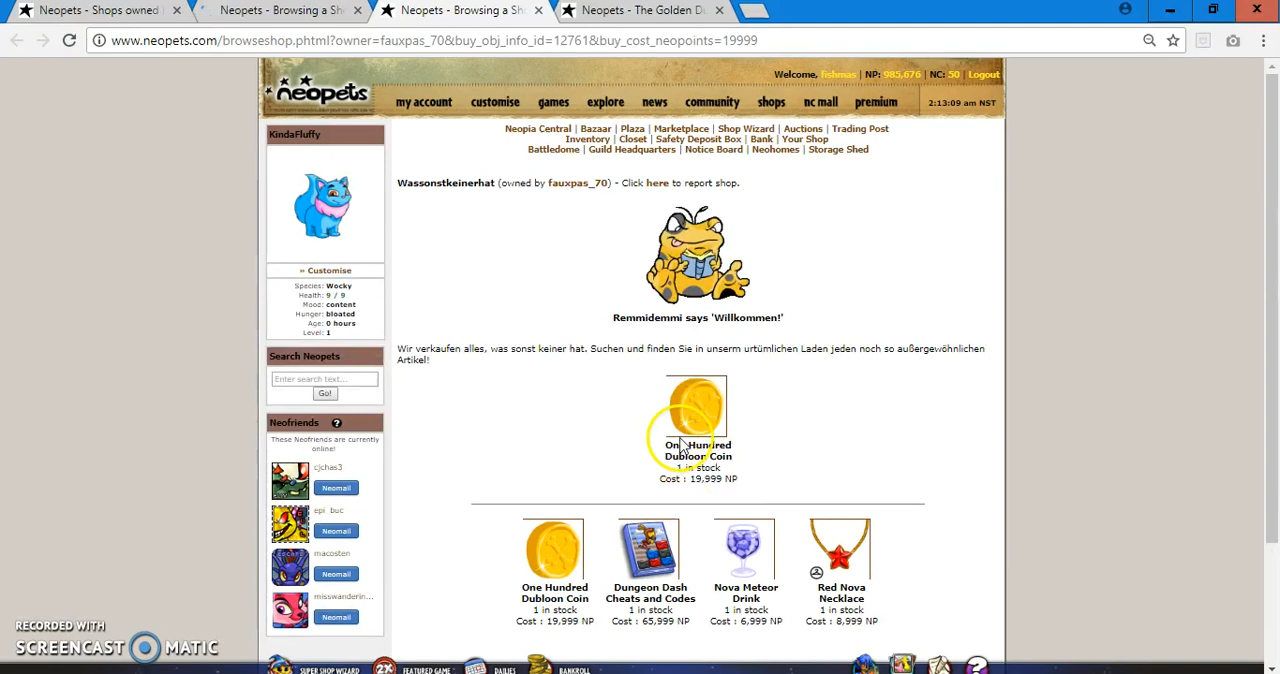 Neopets - Shops owned
Neopets - Browsing a Sh
Neopets - Browsing a Sh
Neopets - The Golden D
www.neopets.com/browseshop.phtml?owner=fauxpas_70&buy_obj_info_id=12761&buy_cost_neopoints=19999
Welcome, fishmas | NP: 985,676 | NC: 50 | Logout
neopets
my account customise games explore news community shops nc mall premium 2:13:09 am NST
KindaFluffy
Neopia Central | Bazaar | Plaza | Marketplace | Shop Wizard | Auctions | Trading Post
Inventory | Closet | Safety Deposit Box | Bank | Your Shop
Battledome | Guild Headquarters | Notice Board | Neohomes | Storage Shed
Wassonstkeinerhat (owned by fauxpas_70) - Click here to report shop.
» Customise
Species: Wocky
Health: 9 / 9
Mood: content
Hunger: bloated
Age: 0 hours
Level: 1
Remmidemmi says 'Willkommen!'
Search Neopets
Enter search text...
Go!
Wir verkaufen alles, was sonst keiner hat. Suchen und finden Sie in unserm urtümlichen Laden jeden noch so außergewöhnlichen
Artikel!
Neofriends ?
These Neofriends are currently
online!
cjchas3
Neomail
epi_buc
Neomail
macosten
Neomail
misswanderin...
Neomail
One Hundred
Dubloon Coin
1 in stock
Cost : 19,999 NP
One Hundred
Dubloon Coin
1 in stock
Cost : 19,999 NP
Dungeon Dash
Cheats and Codes
1 in stock
Cost : 65,999 NP
Nova Meteor
Drink
1 in stock
Cost : 6,999 NP
Red Nova
Necklace
1 in stock
Cost : 8,999 NP
RECORDED WITH
SCREENCAST MATIC
SUPER SHOP WIZARD
2X FEATURED GAME
DAILIES
BANKROLL